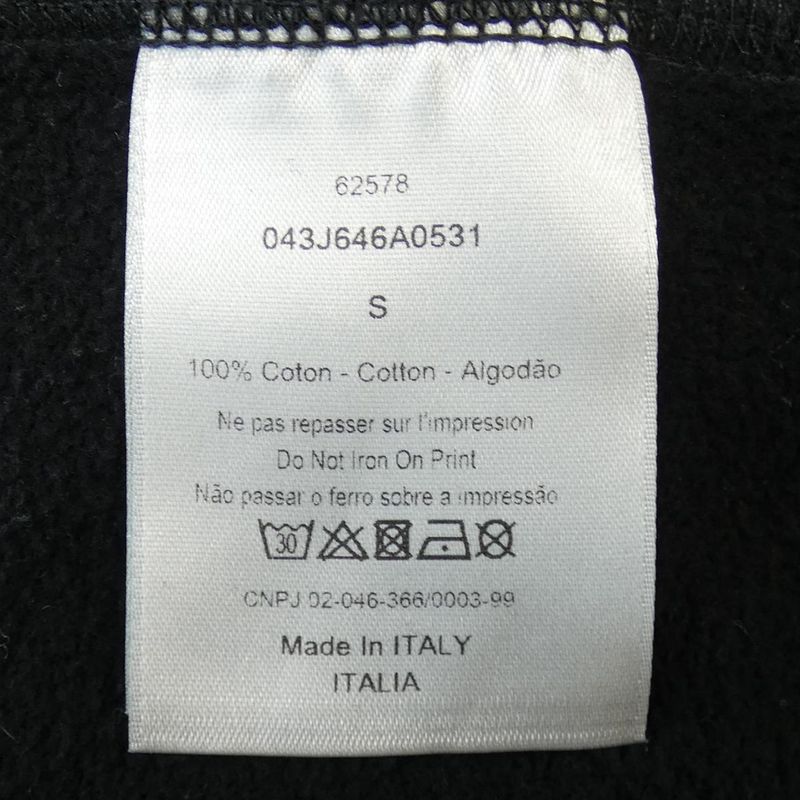 62578
043J646A0531
S
100% Coton - Cotton - Algodão
Ne pas repasser sur l'impression
Do Not Iron On Print
Não passar o ferro sobre a impressão
30
CNPJ 02-046-366/0003-99
Made In ITALY
ITALIA